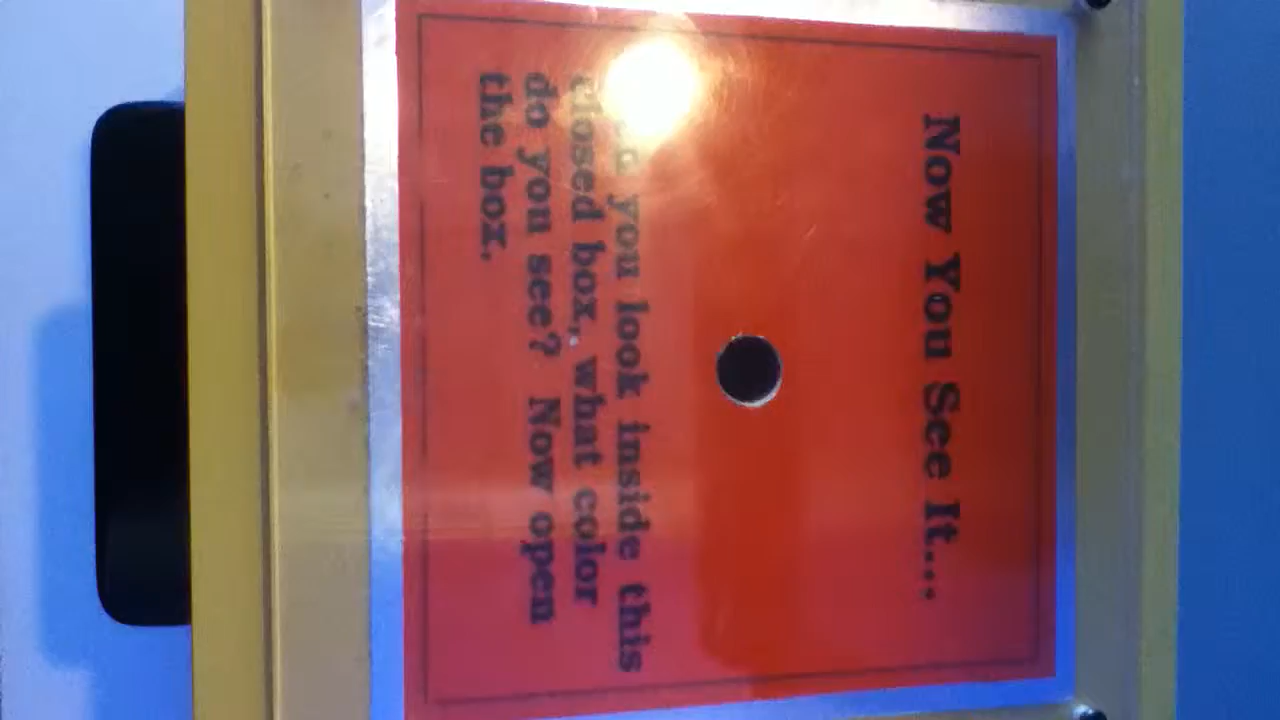 Now You See It...
you look inside this
closed box, what color
do you see? Now open
the box.